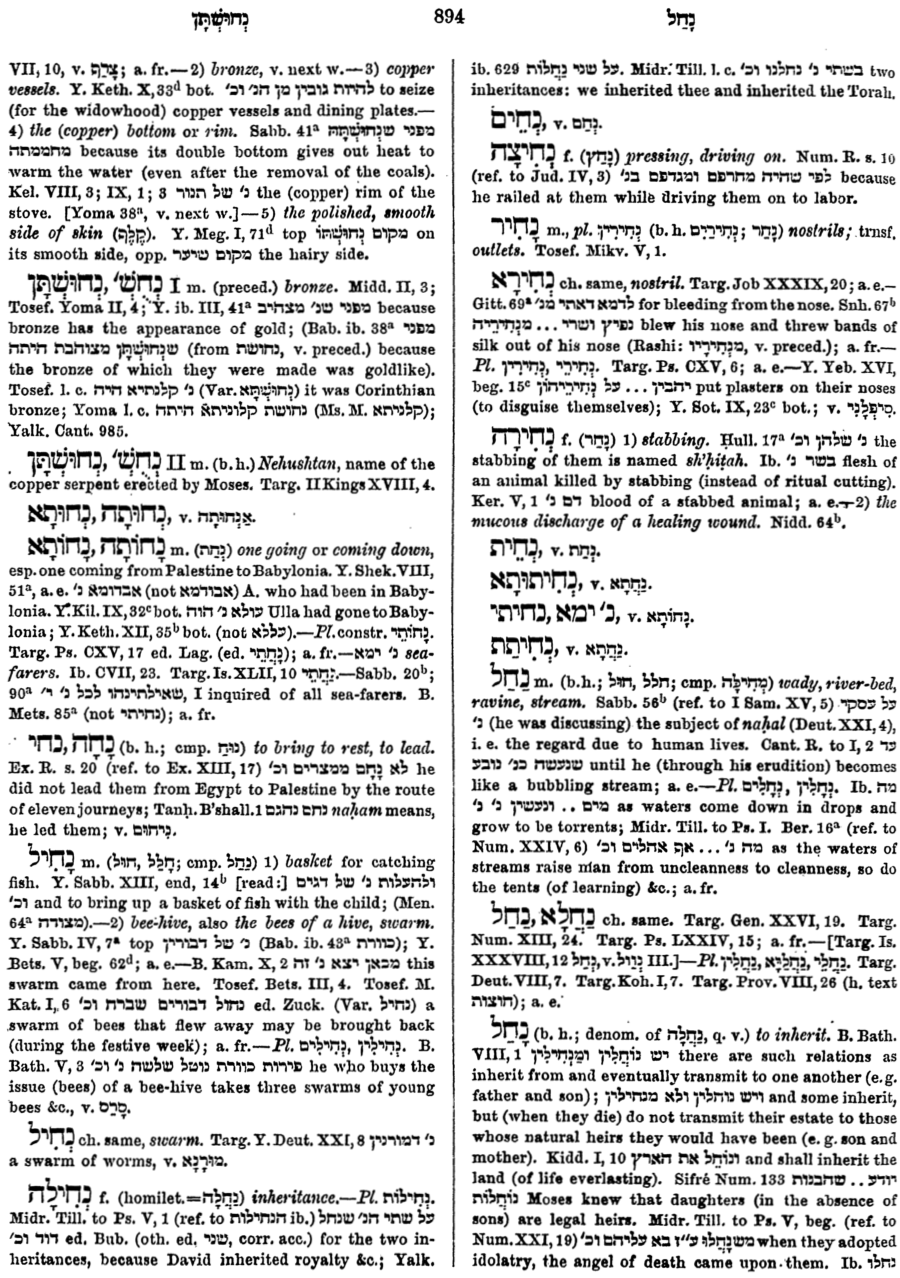 נְחוּשְׁתָּן
894
נָחַל
VII, 10, v. צָרַף; a. fr.—2) bronze, v. next w.—3) copper
vessels. Y. Keth. X, 33d bot. להיות גובין מן הנ׳ וכ׳ to seize
(for the widowhood) copper vessels and dining plates.—
4) the (copper) bottom or rim. Sabb. 41a מפני שנחושתה
מחממתה because its double bottom gives out heat to
warm the water (even after the removal of the coals).
Kel. VIII, 3; IX, 1; 3 נ׳ של תנור the (copper) rim of the
stove. [Yoma 38a, v. next w.]—5) the polished, smooth
side of skin (קְלָף). Y. Meg. I, 71d top מקום נְחוּשְׁתּוֹ on
its smooth side, opp. מקום שיער the hairy side.
נְחֻשְׁ׳, נְחוּשְׁתָּן I m. (preced.) bronze. Midd. II, 3;
Tosef. Yoma II, 4; Y. ib. III, 41a מפני שנ׳ מצהיב because
bronze has the appearance of gold; (Bab. ib. 38a מפני
שנְחוּשְׁתָּן מצוהבת היתה (from נחושת, v. preced.) because
the bronze of which they were made was goldlike).
Tosef. l. c. נ׳ קלנתיא היה (Var. נְחוּשְׁתָּא) it was Corinthian
bronze; Yoma l. c. נחושת קלוניתא היתה (Ms. M. קלניתא);
Yalk. Cant. 985.
נְחֻשְׁ׳, נְחוּשְׁתָּן II m. (b. h.) Nehushtan, name of the
copper serpent erected by Moses. Targ. II Kings XVIII, 4.
נְחוּתָה, נְחוּתָא, v. אַנְחוּתָה.
נָחוֹתָה, נָחוֹתָא m. (נְחַת) one going or coming down,
esp. one coming from Palestine to Babylonia. Y. Shek. VIII,
51a, a. e. אבדומא נ׳ (not אבודמא) A. who had been in Baby-
lonia. Y. Kil. IX, 32c bot. עולא נ׳ הוה Ulla had gone to Baby-
lonia; Y. Keth. XII, 35b bot. (not עללא).—Pl. constr. נָחוֹתֵי.
Targ. Ps. CXV, 17 ed. Lag. (ed. נָחֲתֵי); a. fr.—נ׳ ימא sea-
farers. Ib. CVII, 23. Targ. Is. XLII, 10 נָחֲתֵי.—Sabb. 20b;
90a שאילתינהו לכל נ׳ י׳, I inquired of all sea-farers. B.
Mets. 85a (not נחיתי); a. fr.
נָחָה, נחי (b. h.; cmp. נוּחַ) to bring to rest, to lead.
Ex. R. s. 20 (ref. to Ex. XIII, 17) לא נָחָם ממצרים וכ׳ he
did not lead them from Egypt to Palestine by the route
of eleven journeys; Tanḥ. B'shall. 1 נחם נהגם naḥam means,
he led them; v. נִיחוּם.
נָחִיל m. (חָלַל, חוּל; cmp. נַחַל) 1) basket for catching
fish. Y. Sabb. XIII, end, 14b [read:] ולהעלות נ׳ של דגים
וכ׳ and to bring up a basket of fish with the child; (Men.
64a מצודה).—2) bee-hive, also the bees of a hive, swarm.
Y. Sabb. IV, 7a top נ׳ של דבורין (Bab. ib. 43a כוורת); Y.
Bets. V, beg. 62d; a. e.—B. Kam. X, 2 מכאן יצא נ׳ זה this
swarm came from here. Tosef. Bets. III, 4. Tosef. M.
Kat. I, 6 נחול דבורים שברח וכ׳ ed. Zuck. (Var. נחיל) a
swarm of bees that flew away may be brought back
(during the festive week); a. fr.—Pl. נְחִילִים, נְחִילִין. B.
Bath. V, 3 פירות כוורת נוטל שלשה נ׳ וכ׳ he who buys the
issue (bees) of a bee-hive takes three swarms of young
bees &c., v. סָרַס.
נְחִיל ch. same, swarm. Targ. Y. Deut. XXI, 8 נ׳ דמורנין
a swarm of worms, v. מוּרְנָא.
נְחִילָה f. (homilet.=נַחֲלָה) inheritance.—Pl. נְחִילוֹת.
Midr. Till. to Ps. V, 1 (ref. to הנחילות ib.) על שתי הנ׳ שנחל
דוד וכ׳ ed. Bub. (oth. ed. שני, corr. acc.) for the two in-
heritances, because David inherited royalty &c.; Yalk.
ib. 629 על שני נַחֲלוֹת. Midr. Till. l. c. בשתי נ׳ נחלנו וכ׳ two
inheritances: we inherited thee and inherited the Torah.
נְחֵים, v. נְחַם.
נְחִיצָה f. (נָחַץ) pressing, driving on. Num. R. s. 10
(ref. to Jud. IV, 3) לפי שהיה מחרפם ומגדפם בנ׳ because
he railed at them while driving them on to labor.
נְחִיר m., pl. נְחִירִין (b. h. נְחִירַיִם; נָחַר) nostrils; trnsf.
outlets. Tosef. Mikv. V, 1.
נְחִירָא ch. same, nostril. Targ. Job XXXIX, 20; a. e.—
Gitt. 69a לדמא דאתי מנ׳ for bleeding from the nose. Snh. 67b
נפיץ ושרי ... מנְּחִירֵיהּ blew his nose and threw bands of
silk out of his nose (Rashi: מִנְּחִירָיו, v. preced.); a. fr.—
Pl. נְחִירֵי, נְחִירִין. Targ. Ps. CXV, 6; a. e.—Y. Yeb. XVI,
beg. 15c יהבין ... על נְחִירֵיהוֹן put plasters on their noses
(to disguise themselves); Y. Sot. IX, 23c bot.; v. סִיפְלָנֵי.
נְחִירָה f. (נָחַר) 1) stabbing. Ḥull. 17a נ׳ שלהן וכ׳ the
stabbing of them is named sh'ḥiṭah. Ib. בשר נ׳ flesh of
an animal killed by stabbing (instead of ritual cutting).
Ker. V, 1 דם נ׳ blood of a stabbed animal; a. e.—2) the
mucous discharge of a healing wound. Nidd. 64b.
נְחֵית, v. נְחַת.
נְחִיתוּתָא, v. נַחֲתָא.
נ׳ ימא, נחיתי, v. נָחוֹתָא.
נְחִיתַת, v. נַחֲתָא.
נַחַל m. (b. h.; חלל, חוּל; cmp. מְחִילָה) wady, river-bed,
ravine, stream. Sabb. 56b (ref. to I Sam. XV, 5) על עסקי
נ׳ (he was discussing) the subject of naḥal (Deut. XXI, 4),
i. e. the regard due to human lives. Cant. R. to I, 2 עד
שנעשה כנ׳ נובע until he (through his erudition) becomes
like a bubbling stream; a. e.—Pl. נְחָלִים, נְחָלִין. Ib. מה
מים .. ונעשין נ׳ נ׳ as waters come down in drops and
grow to be torrents; Midr. Till. to Ps. I. Ber. 16a (ref. to
Num. XXIV, 6) מה נ׳ ... אף אהלים וכ׳ as the waters of
streams raise man from uncleanness to cleanness, so do
the tents (of learning) &c.; a. fr.
נַחֲלָא, נְחַל ch. same. Targ. Gen. XXVI, 19. Targ.
Num. XIII, 24. Targ. Ps. LXXIV, 15; a. fr.—[Targ. Is.
XXXVIII, 12 נְחַל, v. נְוַול III.]—Pl. נַחֲלֵי, נַחֲלַיָּא, נַחֲלִין. Targ.
Deut. VIII, 7. Targ. Koh. I, 7. Targ. Prov. VIII, 26 (h. text
חוצות); a. e.
נָחַל (b. h.; denom. of נַחֲלָה, q. v.) to inherit. B. Bath.
VIII, 1 יש נוֹחֲלִין וּמַנְחִילִין there are such relations as
inherit from and eventually transmit to one another (e. g.
father and son); ויש נוחלין ולא מנחילין and some inherit,
but (when they die) do not transmit their estate to those
whose natural heirs they would have been (e. g. son and
mother). Kidd. I, 10 ונוֹחֵל את הארץ and shall inherit the
land (of life everlasting). Sifré Num. 133 יודע .. שהבנות
נוֹחֲלוֹת Moses knew that daughters (in the absence of
sons) are legal heirs. Midr. Till. to Ps. V, beg. (ref. to
Num. XXI, 19) משנחלו ע״ז בא עליהם וכ׳ when they adopted
idolatry, the angel of death came upon them. Ib. נחלו